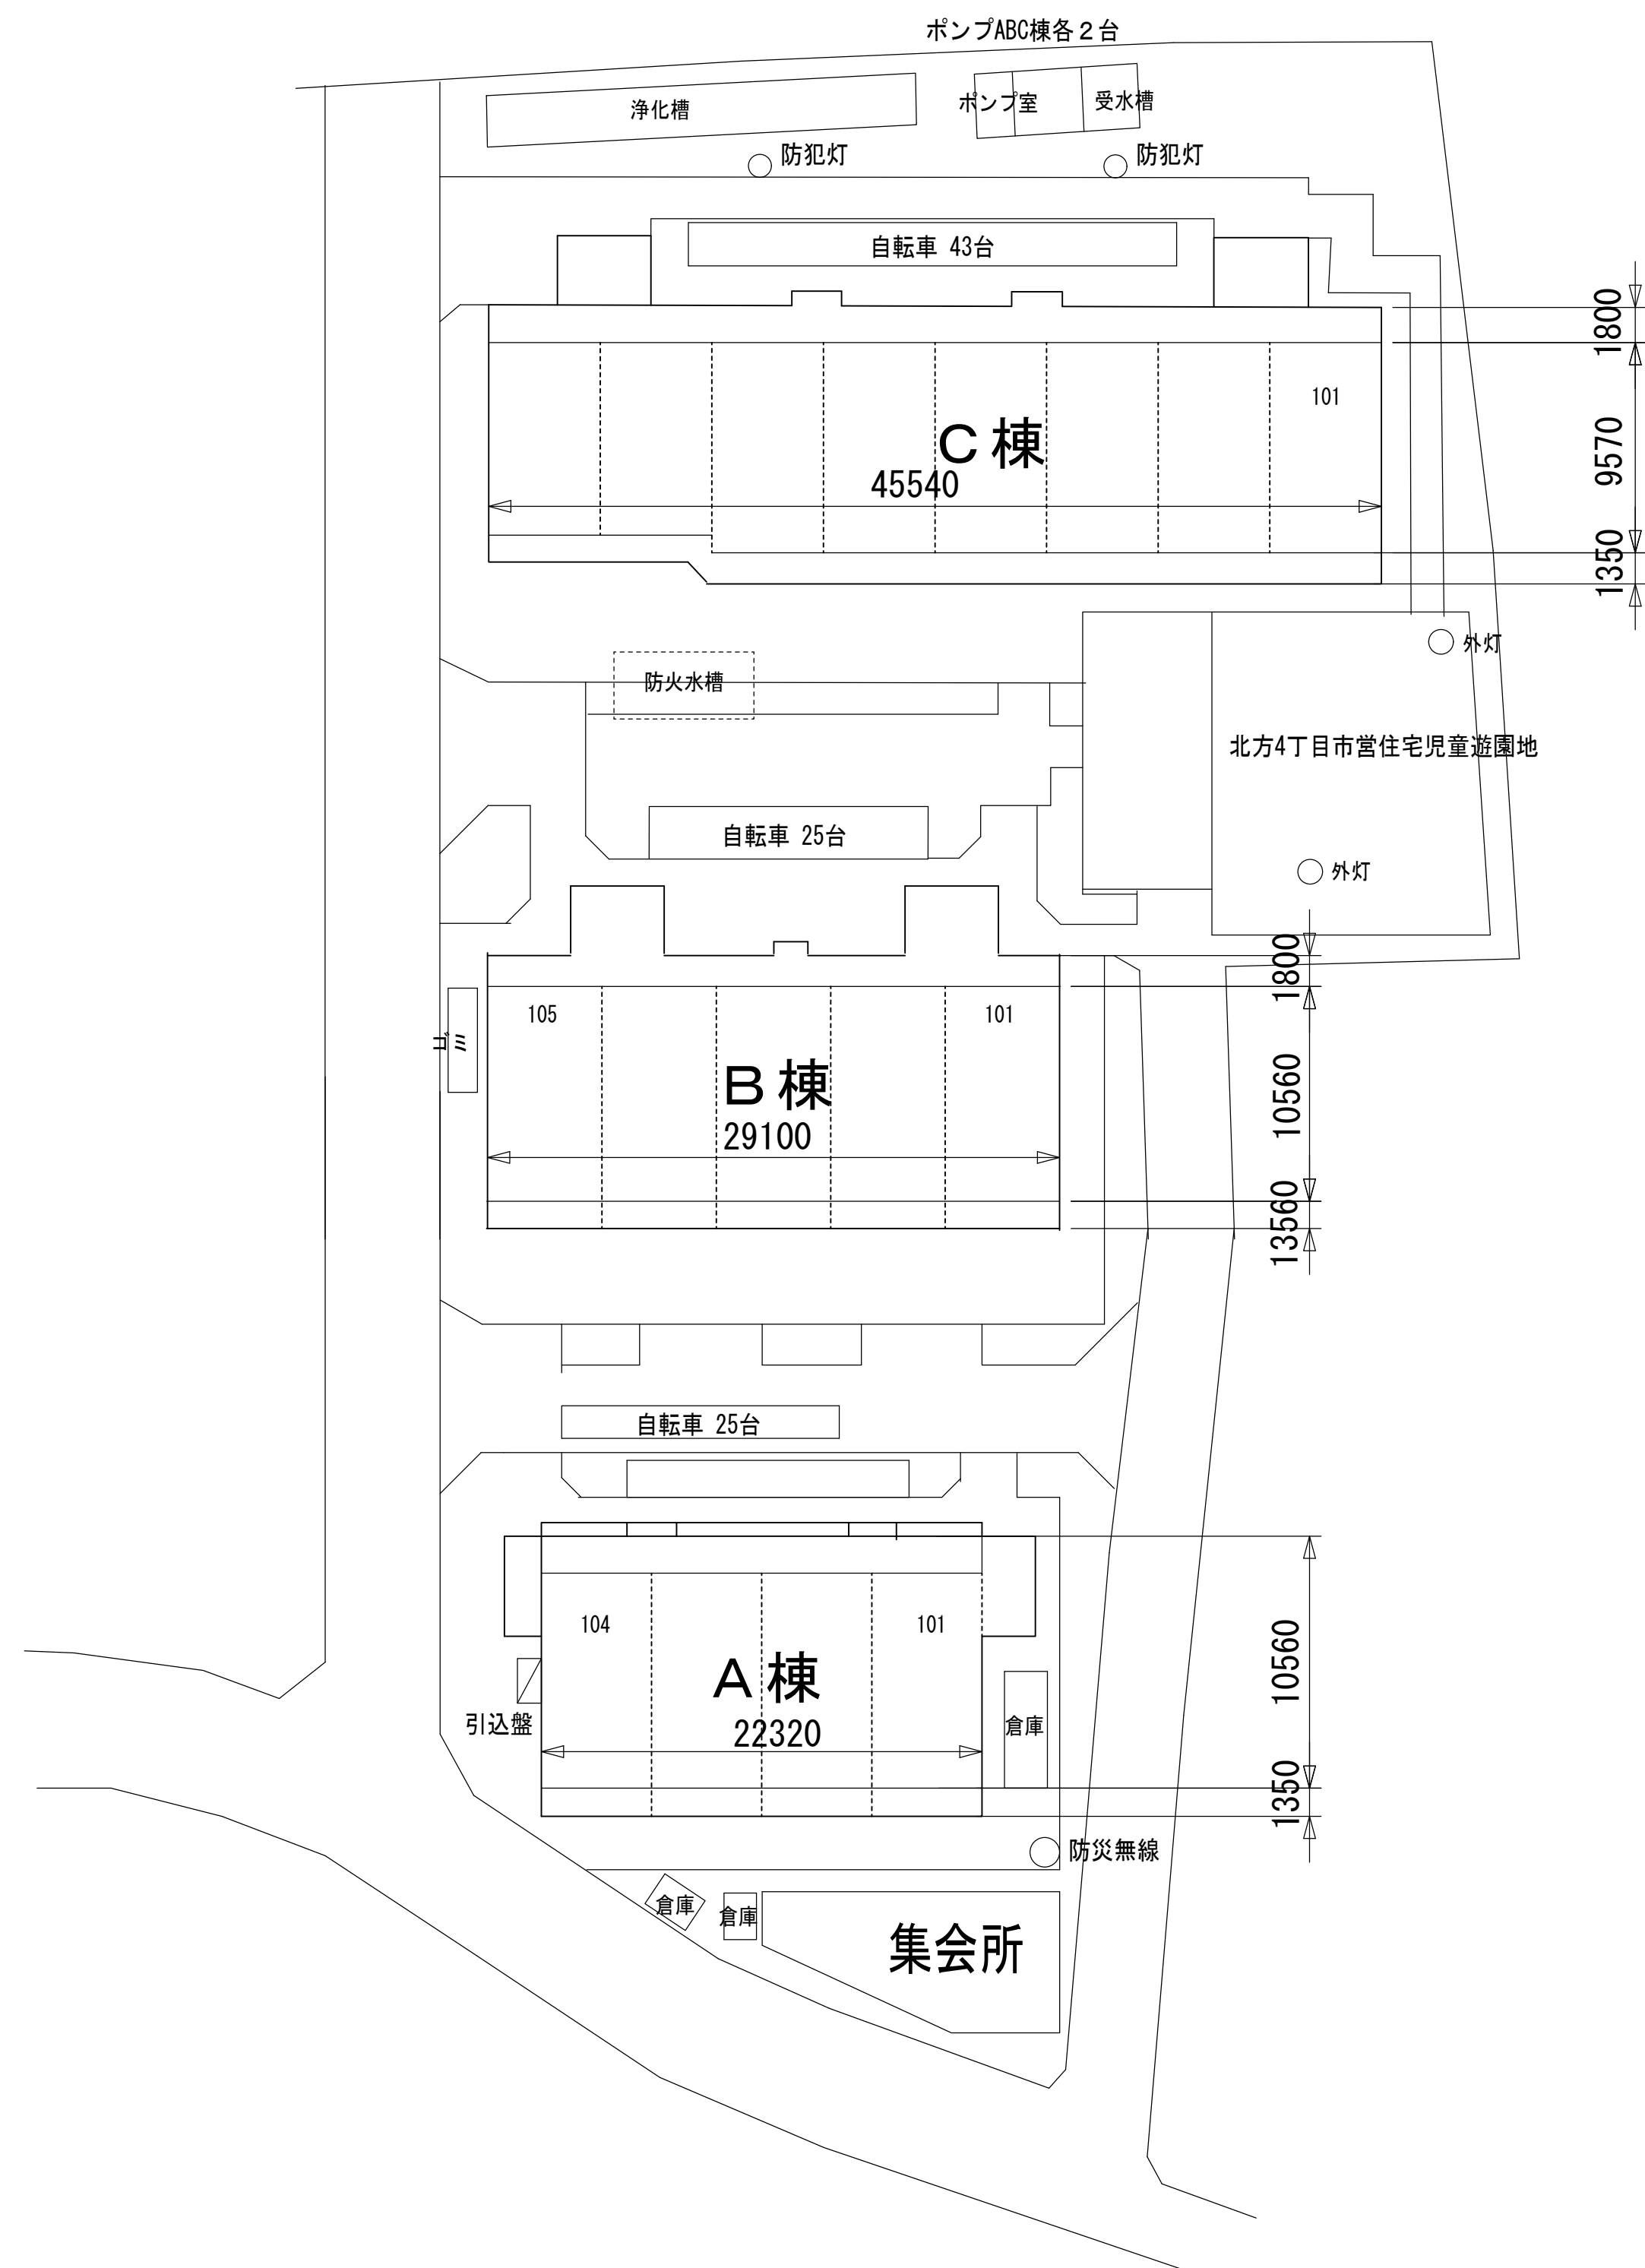 ポンプABC棟各２台
浄化槽
ポンプ室
受水槽
防犯灯
防犯灯
自転車 43台
1800
101
C棟
9570
45540
1350
外灯
防火水槽
北方4丁目市営住宅児童遊園地
自転車 25台
外灯
1800
105
101
ゴミ
B棟
10560
29100
13560
自転車 25台
104
101
10560
A棟
引込盤
倉庫
22320
1350
防災無線
倉庫
倉庫
集会所